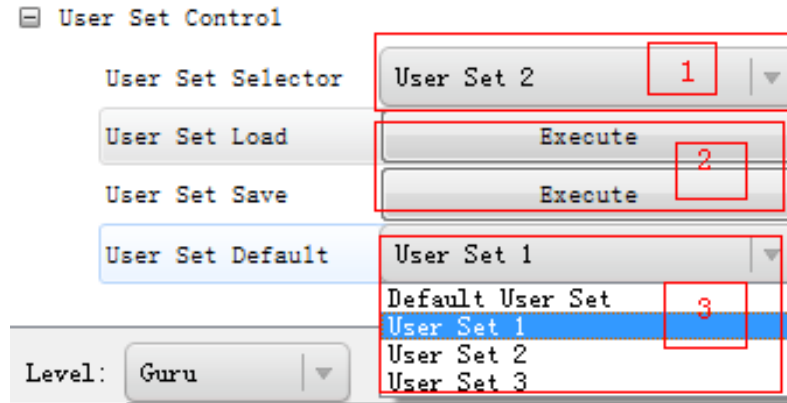 User Set Control
User Set Selector User Set 2 1
User Set Load Execute
2
User Set Save Execute
User Set Default User Set 1
Default User Set 3
User Set 1
User Set 2
User Set 3
Level: Guru